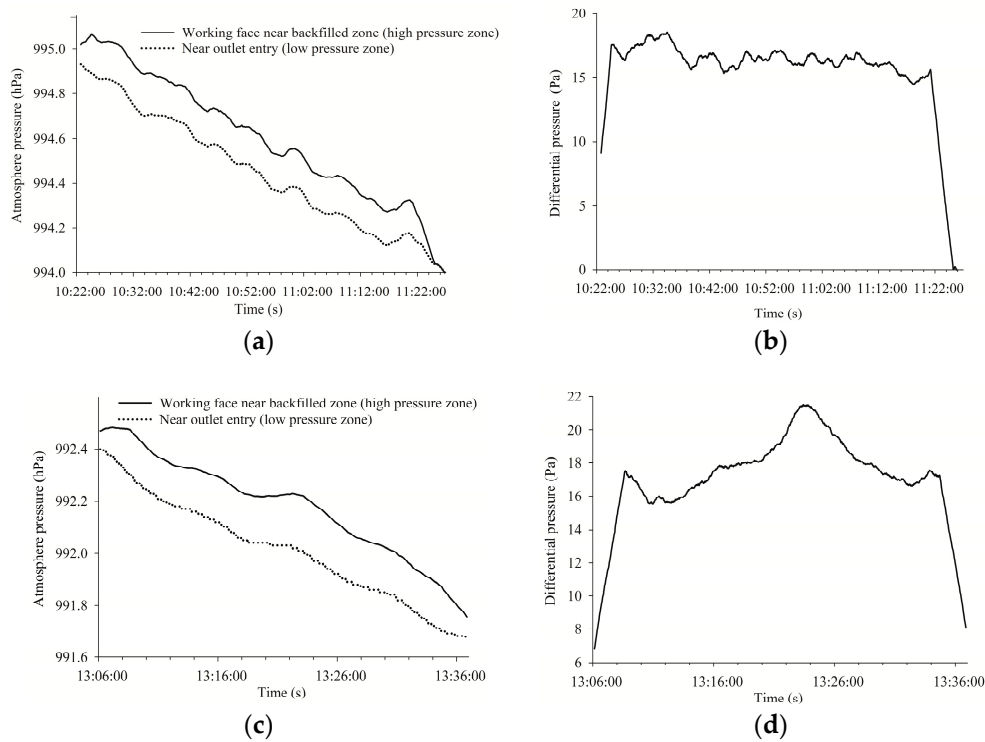 Working face near backfilled zone (high pressure zone)
Near outlet entry (low pressure zone)
Atmosphere pressure (hPa)
995.0
994.8
994.6
994.4
994.2
994.0
10:22:00 10:32:00 10:42:00 10:52:00 11:02:00 11:12:00 11:22:00
Time (s)
(a)
Differential pressure (Pa)
20
15
10
5
0
10:22:00 10:32:00 10:42:00 10:52:00 11:02:00 11:12:00 11:22:00
Time (s)
(b)
Working face near backfilled zone (high pressure zone)
Near outlet entry (low pressure zone)
Atmosphere pressure (hPa)
992.4
992.2
992.0
991.8
991.6
13:06:00 13:16:00 13:26:00 13:36:00
Time (s)
(c)
Differential pressure (Pa)
22
20
18
16
14
12
10
8
6
13:06:00 13:16:00 13:26:00 13:36:00
Time (s)
(d)